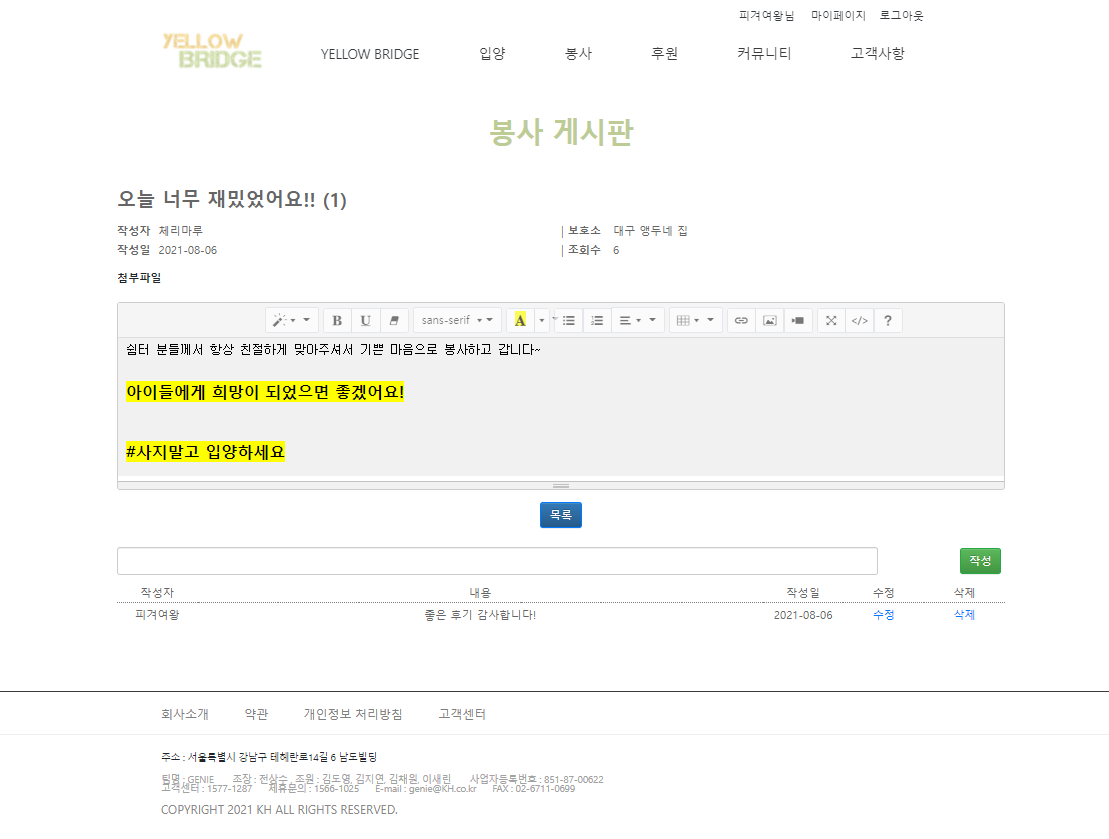 피겨여왕님 마이페이지 로그아웃
YELLOW BRIDGE
YELLOW BRIDGE 입양 봉사 후원 커뮤니티 고객사항
봉사 게시판
오늘 너무 재밌었어요!! (1)
작성자 체리마루 | 보호소 대구 앵두네 집
작성일 2021-08-06 | 조회수 6
첨부파일
B U sans-serif A </> ?
쉼터 분들께서 항상 친절하게 맞아주셔서 기쁜 마음으로 봉사하고 갑니다~
아이들에게 희망이 되었으면 좋겠어요!
#사지말고 입양하세요
목록
작성
작성자 내용 작성일 수정 삭제
피겨여왕 좋은 후기 감사합니다! 2021-08-06 수정 삭제
회사소개 약관 개인정보 처리방침 고객센터
주소 : 서울특별시 강남구 테헤란로14길 6 남도빌딩
팀명 : GENIE 조장 : 전상수 , 조원 : 김도영, 김지연, 김채원, 이새린 사업자등록번호 : 851-87-00622
고객센터 : 1577-1287 제휴문의 : 1566-1025 E-mail : genie@KH.co.kr FAX : 02-6711-0699
COPYRIGHT 2021 KH ALL RIGHTS RESERVED.